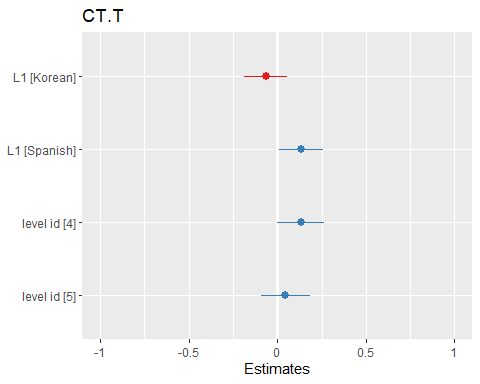 CT.T
L1 [Korean]
L1 [Spanish]
level id [4]
level id [5]
-1 -0.5 0 0.5 1
Estimates